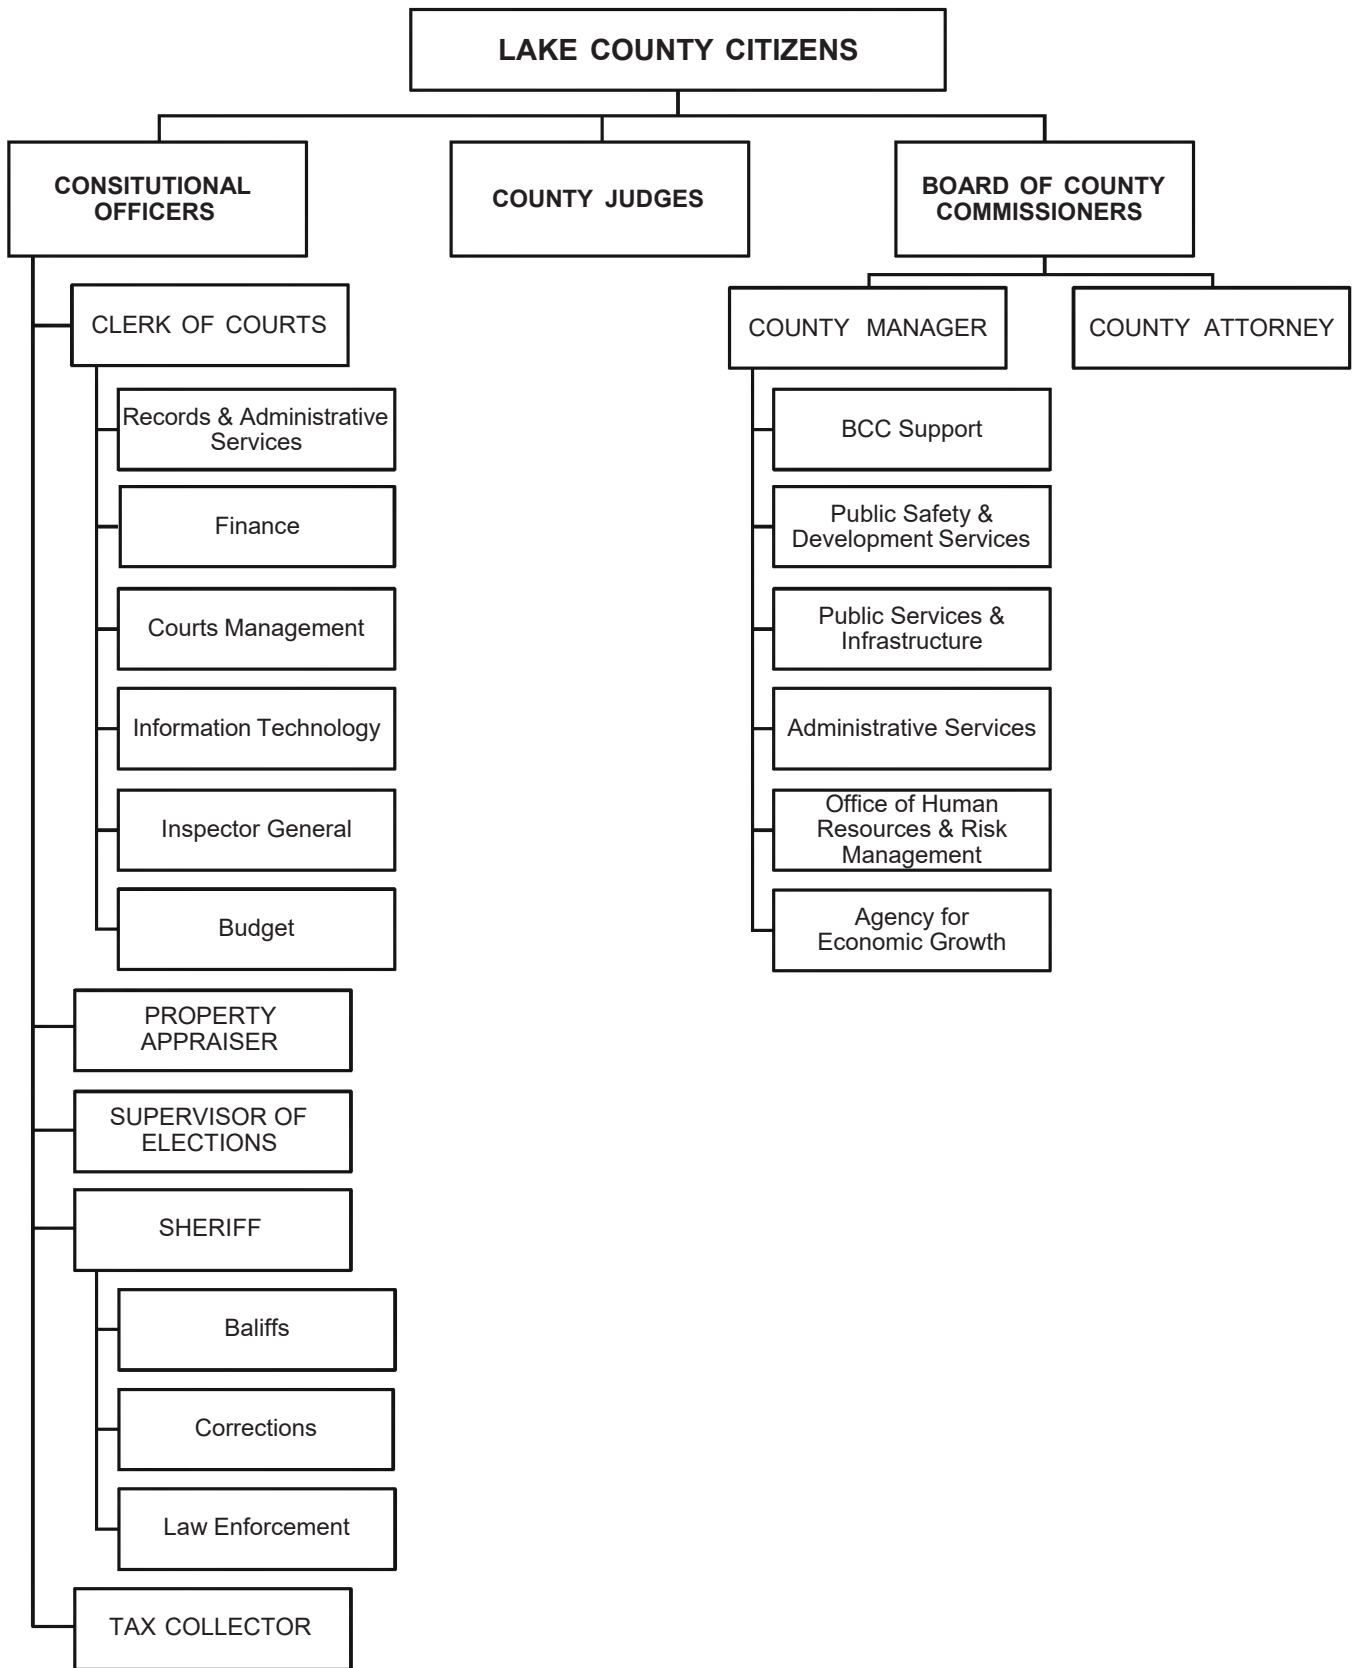 LAKE COUNTY CITIZENS
CONSITUTIONAL
OFFICERS
COUNTY JUDGES
BOARD OF COUNTY
COMMISSIONERS
CLERK OF COURTS
Records & Administrative
Services
Finance
Courts Management
Information Technology
Inspector General
Budget
PROPERTY
APPRAISER
SUPERVISOR OF
ELECTIONS
SHERIFF
Baliffs
Corrections
Law Enforcement
TAX COLLECTOR
COUNTY MANAGER
COUNTY ATTORNEY
BCC Support
Public Safety &
Development Services
Public Services &
Infrastructure
Administrative Services
Office of Human
Resources & Risk
Management
Agency for
Economic Growth